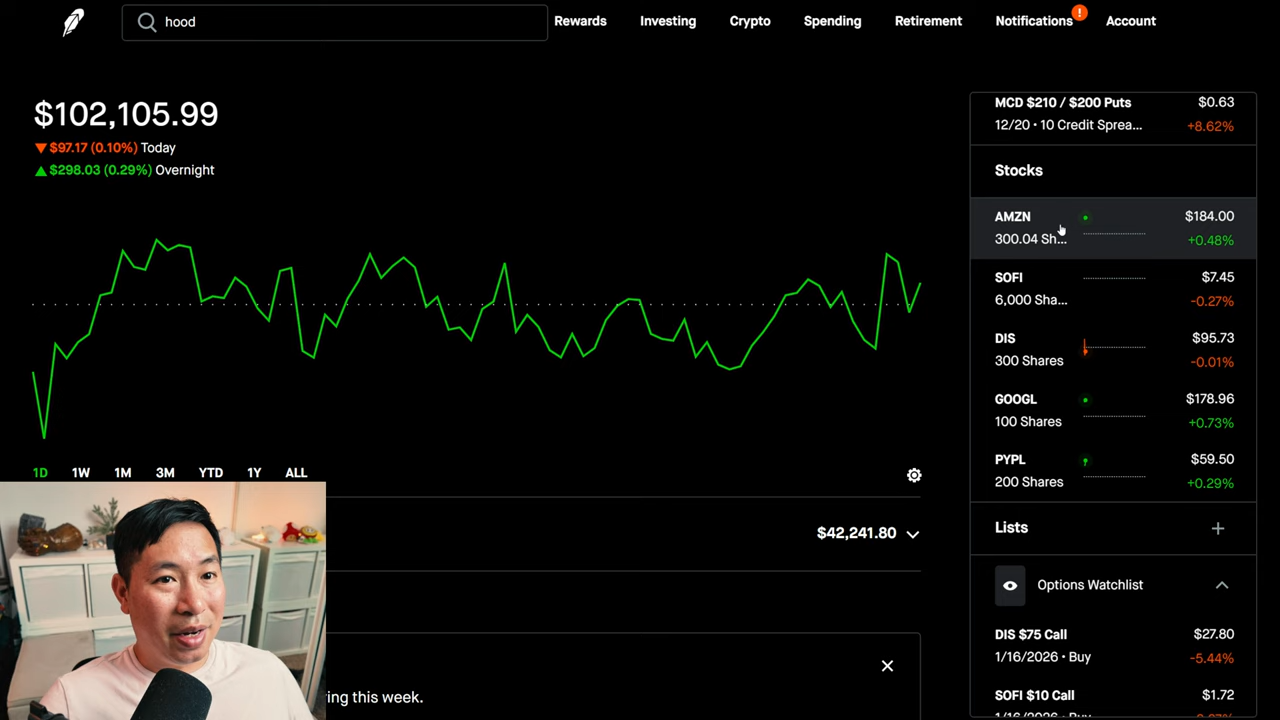 hood
Rewards
Investing
Crypto
Spending
Retirement
Notifications
!
Account
$102,105.99
$97.17 (0.10%) Today
$298.03 (0.29%) Overnight
1D
1W
1M
3M
YTD
1Y
ALL
$42,241.80
ing this week.
MCD $210 / $200 Puts
$0.63
12/20 • 10 Credit Sprea...
+8.62%
Stocks
AMZN
$184.00
300.04 Sh...
+0.48%
SOFI
$7.45
6,000 Sha...
-0.27%
DIS
$95.73
300 Shares
-0.01%
GOOGL
$178.96
100 Shares
+0.73%
PYPL
$59.50
200 Shares
+0.29%
Lists
Options Watchlist
DIS $75 Call
$27.80
1/16/2026 • Buy
-5.44%
SOFI $10 Call
$1.72
1/16/2026 • Buy